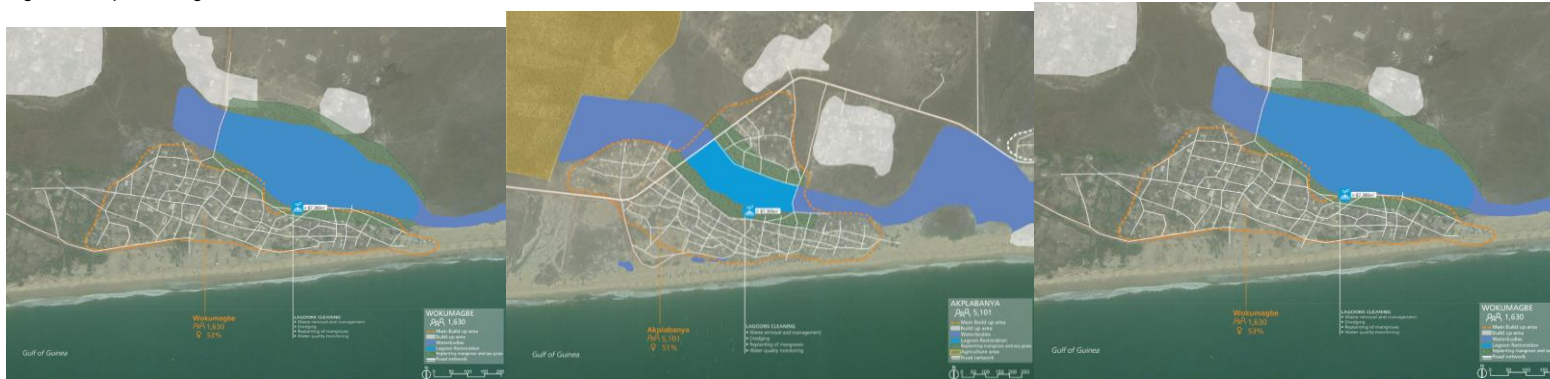 Wokumagbe
1,630
53%
LAGOONS CLEANING
• Waste removal and management
• Dredging
• Replanting of mangroves
• Water quality monitoring
WOKUMAGBE
1,630
Main Build up area
Build up area
Waterbodies
Lagoon Restoration
Road network
Gulf of Guinea
Akplabanya
5,101
51%
LAGOONS CLEANING
• Waste removal and management
• Dredging
• Replanting of mangroves
• Water quality monitoring
AKPLABANYA
5,101
Main Build up area
Build up area
Waterbodies
Lagoon Restoration
Agriculture area
Road network
Gulf of Guinea
Wokumagbe
1,630
53%
LAGOONS CLEANING
• Waste removal and management
• Dredging
• Replanting of mangroves
• Water quality monitoring
WOKUMAGBE
1,630
Main Build up area
Build up area
Waterbodies
Lagoon Restoration
Road network
Gulf of Guinea